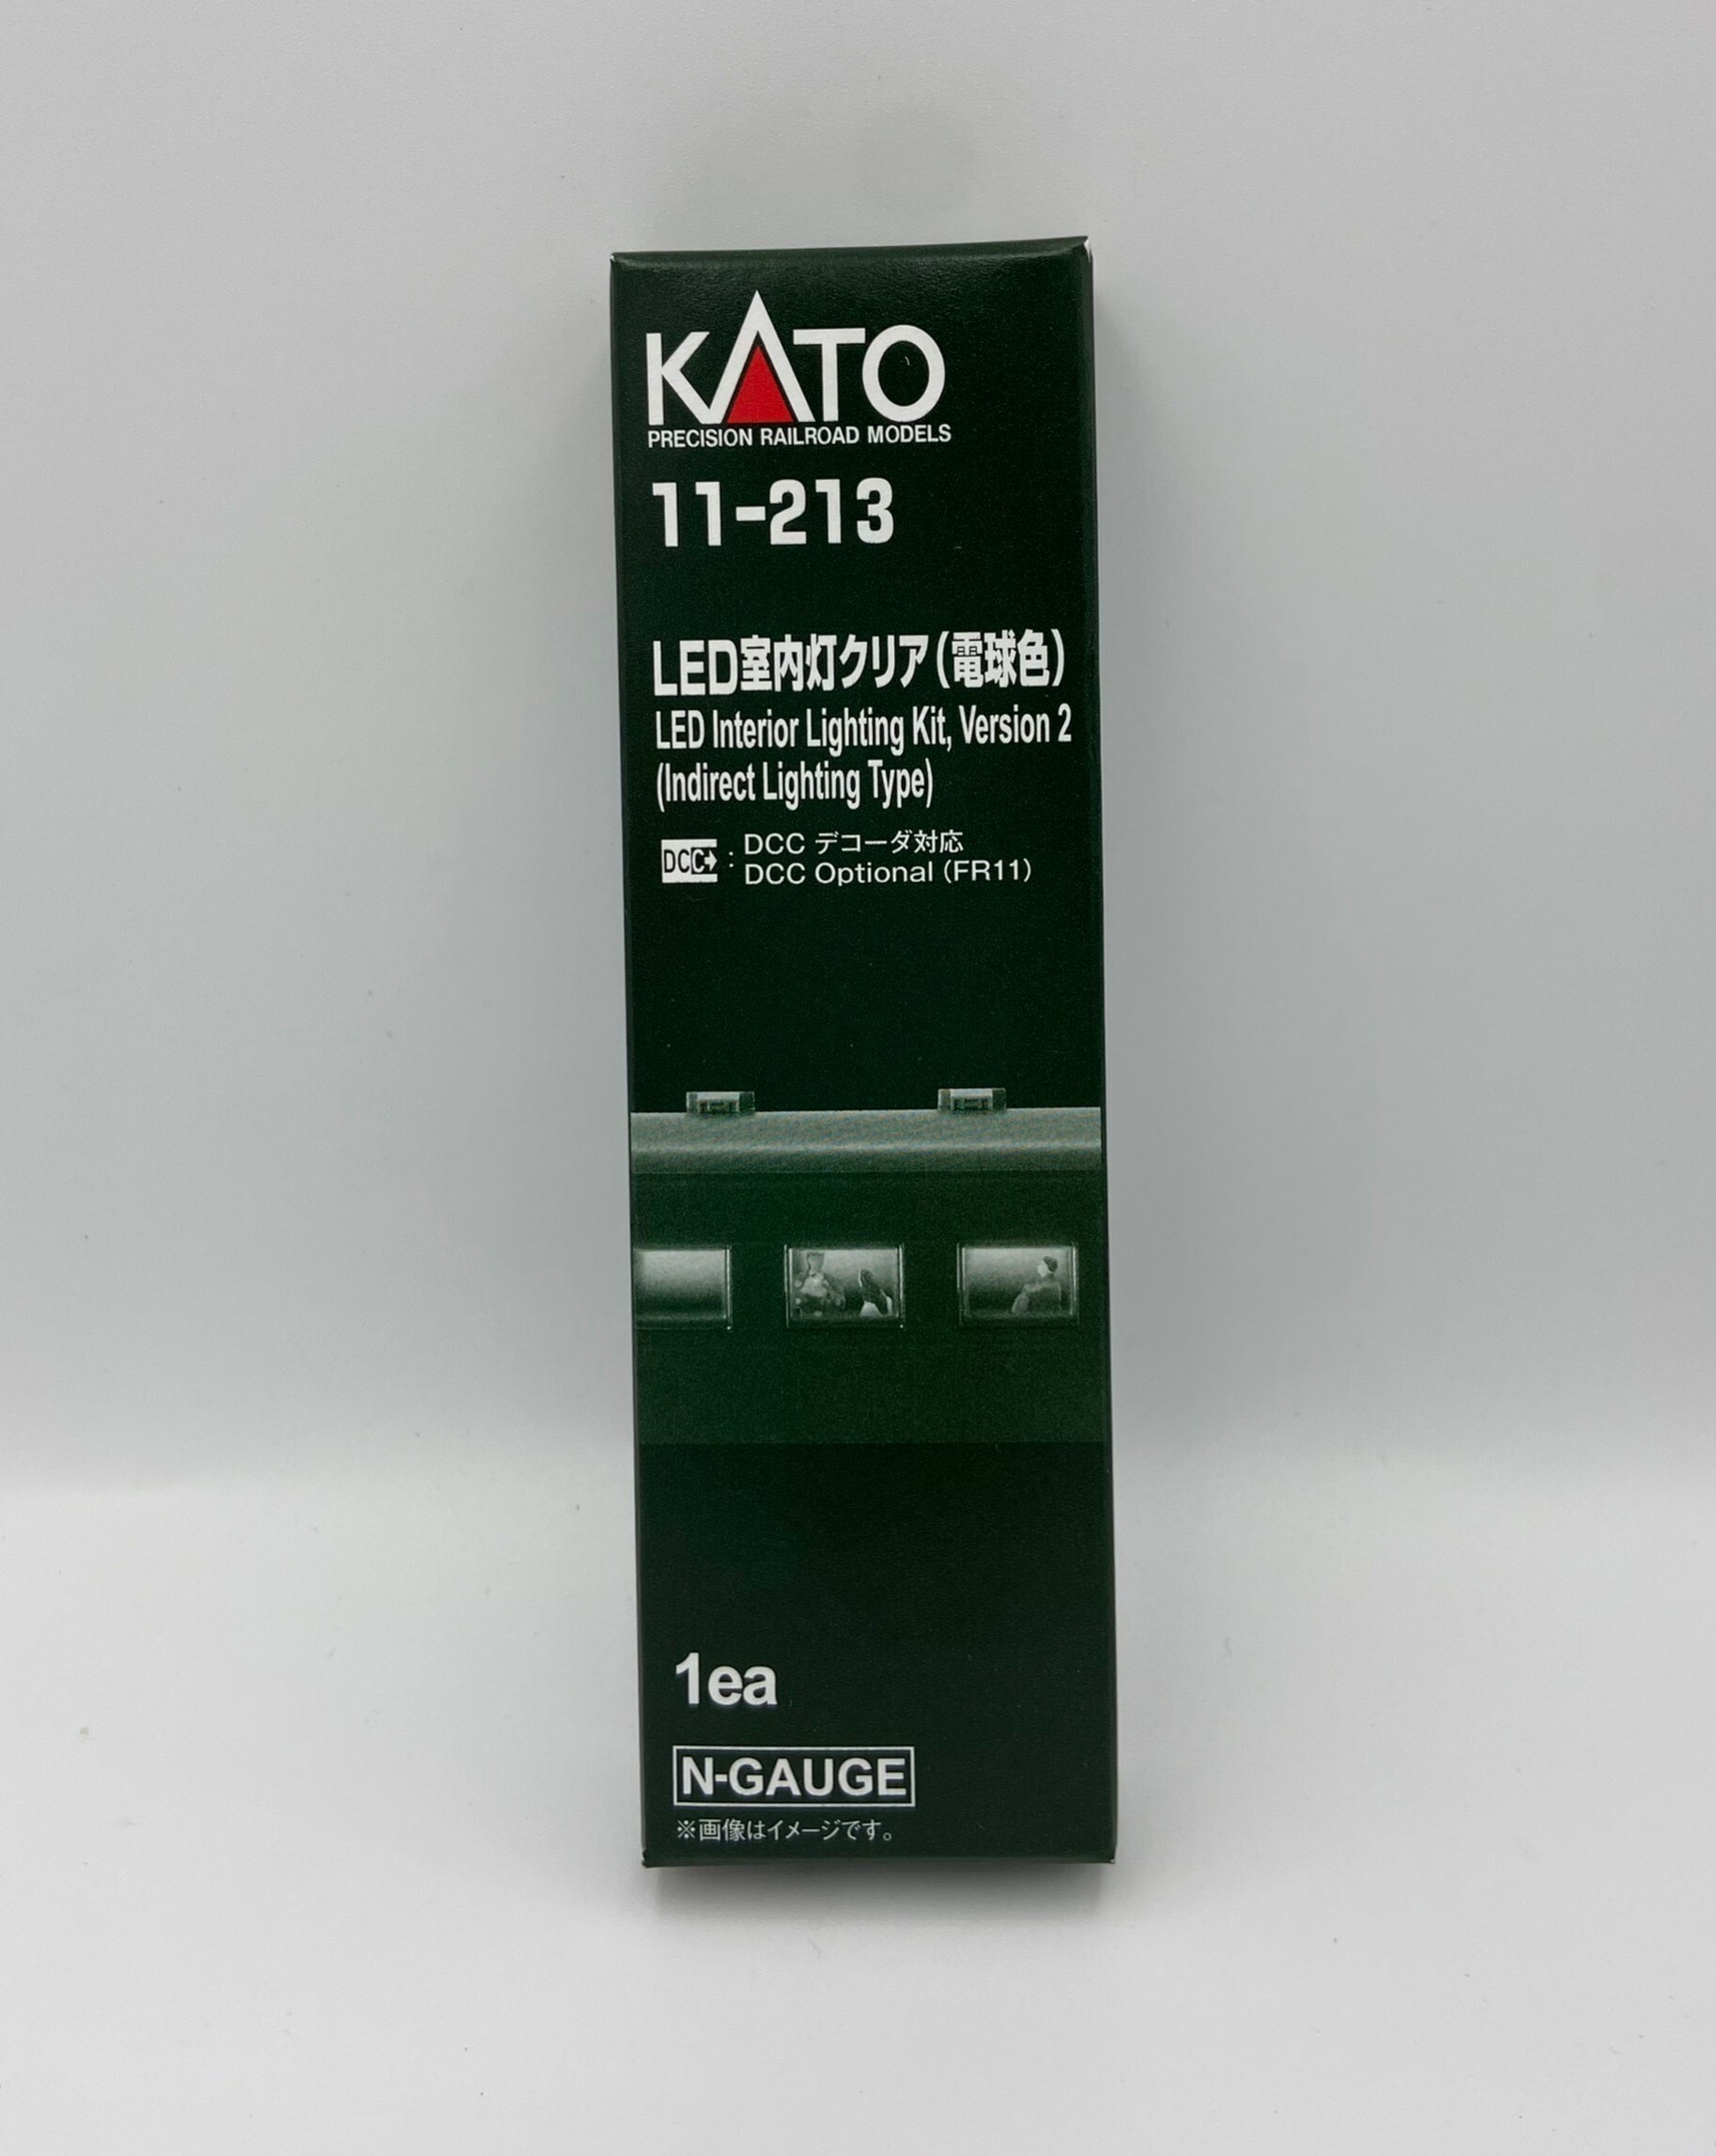 KATO
PRECISION RAILROAD MODELS
11-213
LED室内灯クリア(電球色)
LED Interior Lighting Kit, Version 2
(Indirect Lighting Type)
DCC : DCC デコーダ対応
DCC Optional (FR11)
1ea
N-GAUGE
※画像はイメージです。